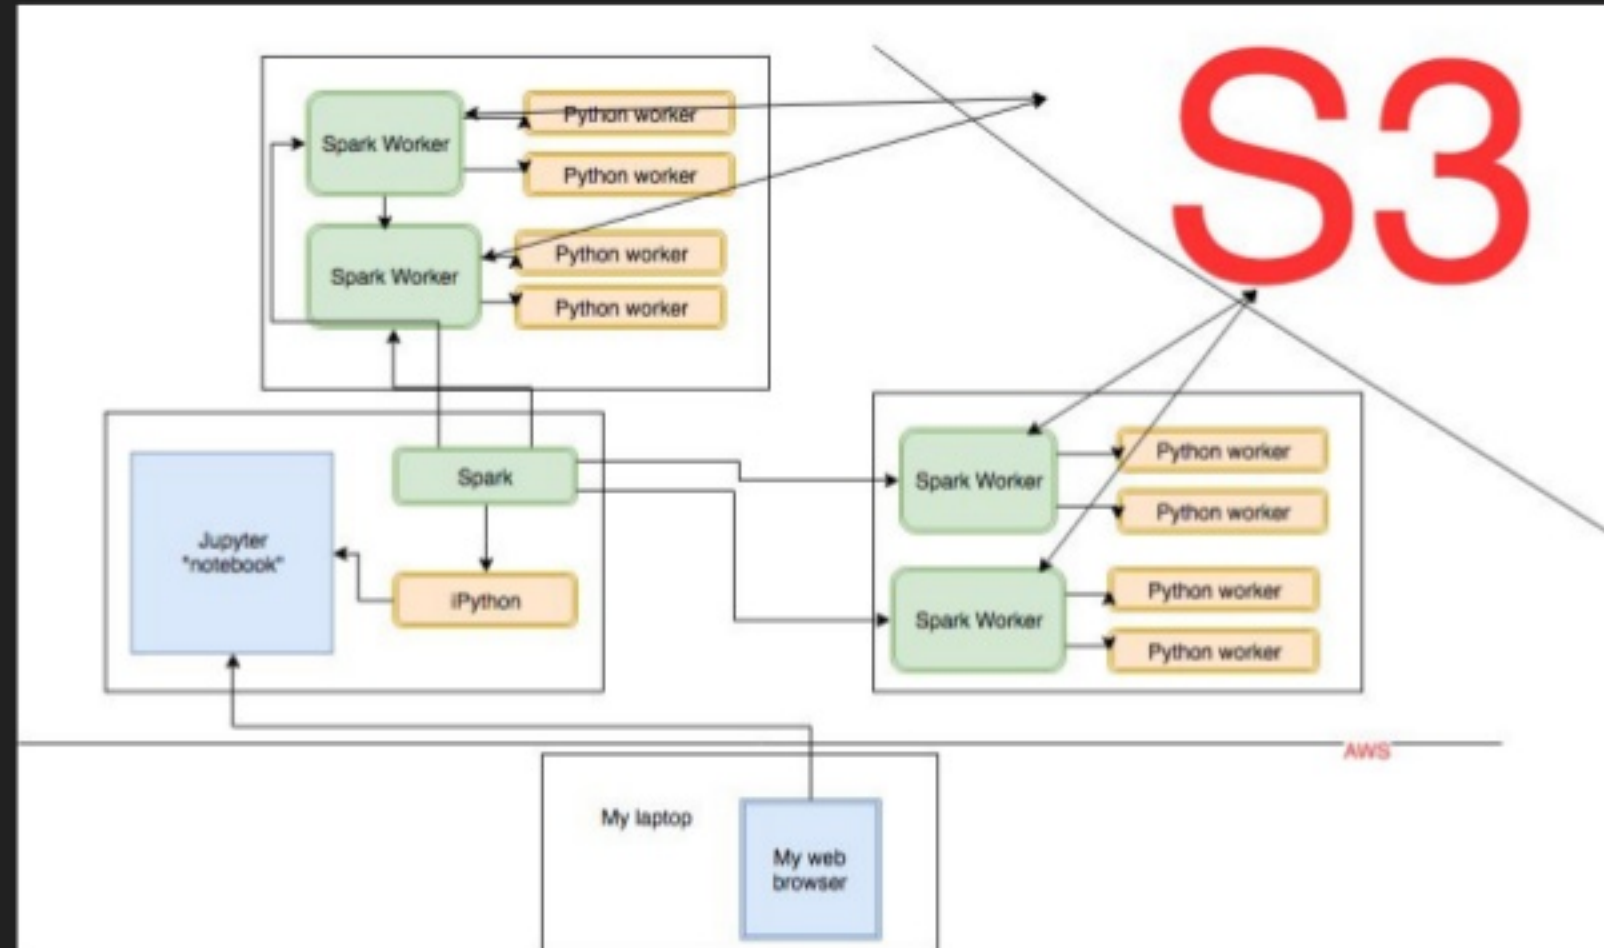 S3
Spark Worker
Python worker
Python worker
Spark Worker
Python worker
Python worker
Jupyter
"notebook"
Spark
iPython
Spark Worker
Python worker
Python worker
Spark Worker
Python worker
Python worker
AWS
My laptop
My web
browser